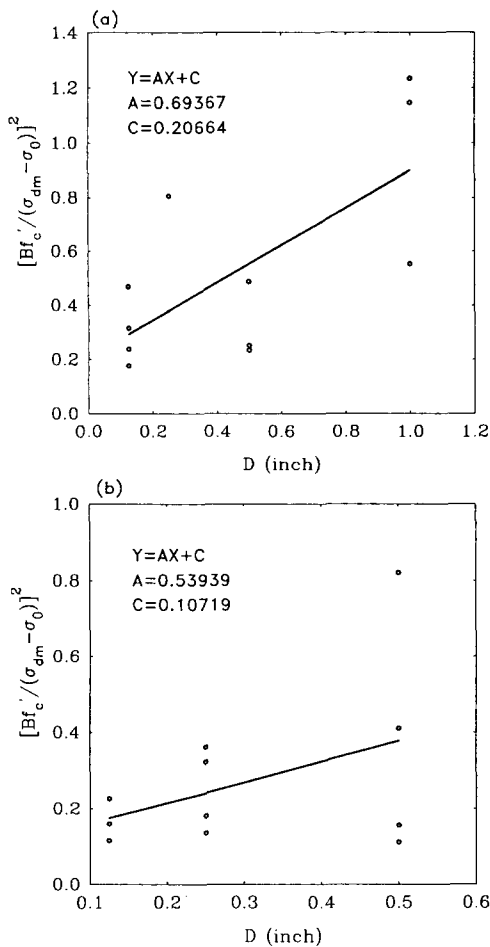 (a)
1.4
1.2
1.0
0.8
0.6
0.4
0.2
0.0
[Bf_c'/(σ_dm−σ_0)]^2
Y=AX+C
A=0.69367
C=0.20664
0.0 0.2 0.4 0.6 0.8 1.0 1.2
D (inch)
(b)
1.0
0.8
0.6
0.4
0.2
0.0
[Bf_c'/(σ_dm−σ_0)]^2
Y=AX+C
A=0.53939
C=0.10719
0.1 0.2 0.3 0.4 0.5 0.6
D (inch)